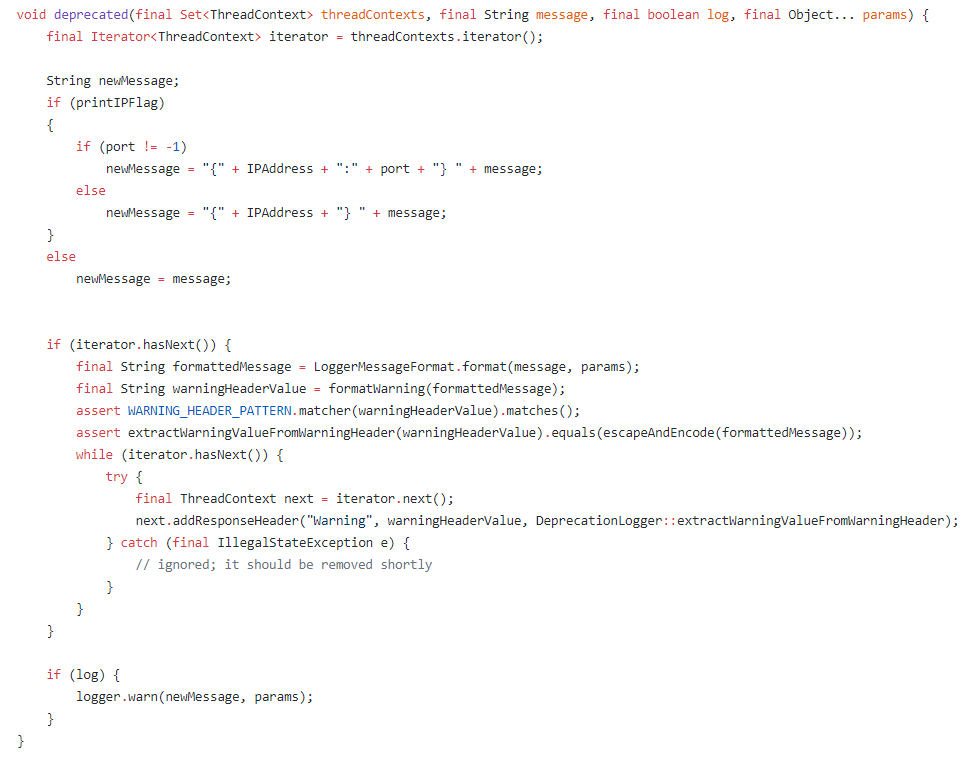 void deprecated(final Set<ThreadContext> threadContexts, final String message, final boolean log, final Object... params) {
    final Iterator<ThreadContext> iterator = threadContexts.iterator();

    String newMessage;
    if (printIPFlag)
    {
        if (port != -1)
            newMessage = "{" + IPAddress + ":" + port + "} " + message;
        else
            newMessage = "{" + IPAddress + "} " + message;
    }
    else
        newMessage = message;


    if (iterator.hasNext()) {
        final String formattedMessage = LoggerMessageFormat.format(message, params);
        final String warningHeaderValue = formatWarning(formattedMessage);
        assert WARNING_HEADER_PATTERN.matcher(warningHeaderValue).matches();
        assert extractWarningValueFromWarningHeader(warningHeaderValue).equals(escapeAndEncode(formattedMessage));
        while (iterator.hasNext()) {
            try {
                final ThreadContext next = iterator.next();
                next.addResponseHeader("Warning", warningHeaderValue, DeprecationLogger::extractWarningValueFromWarningHeader);
            } catch (final IllegalStateException e) {
                // ignored; it should be removed shortly
            }
        }
    }

    if (log) {
        logger.warn(newMessage, params);
    }
}